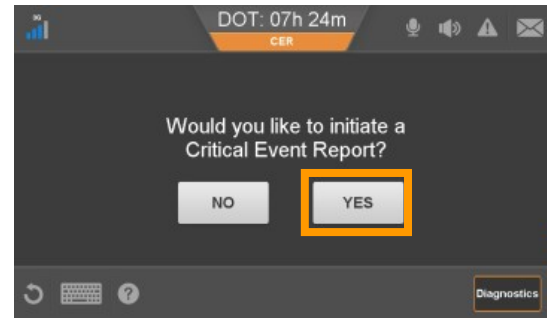 3G
DOT: 07h 24m
CER
Would you like to initiate a
Critical Event Report?
NO
YES
?
Diagnostics